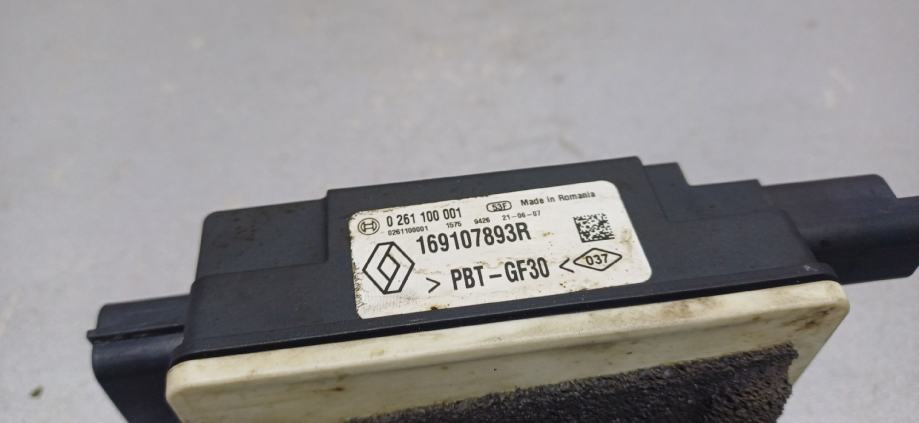 0 261 100 001 53F Made in Romania
0261100001 1575 9426 21-06-07
169107893R
> PBT-GF30 < 037